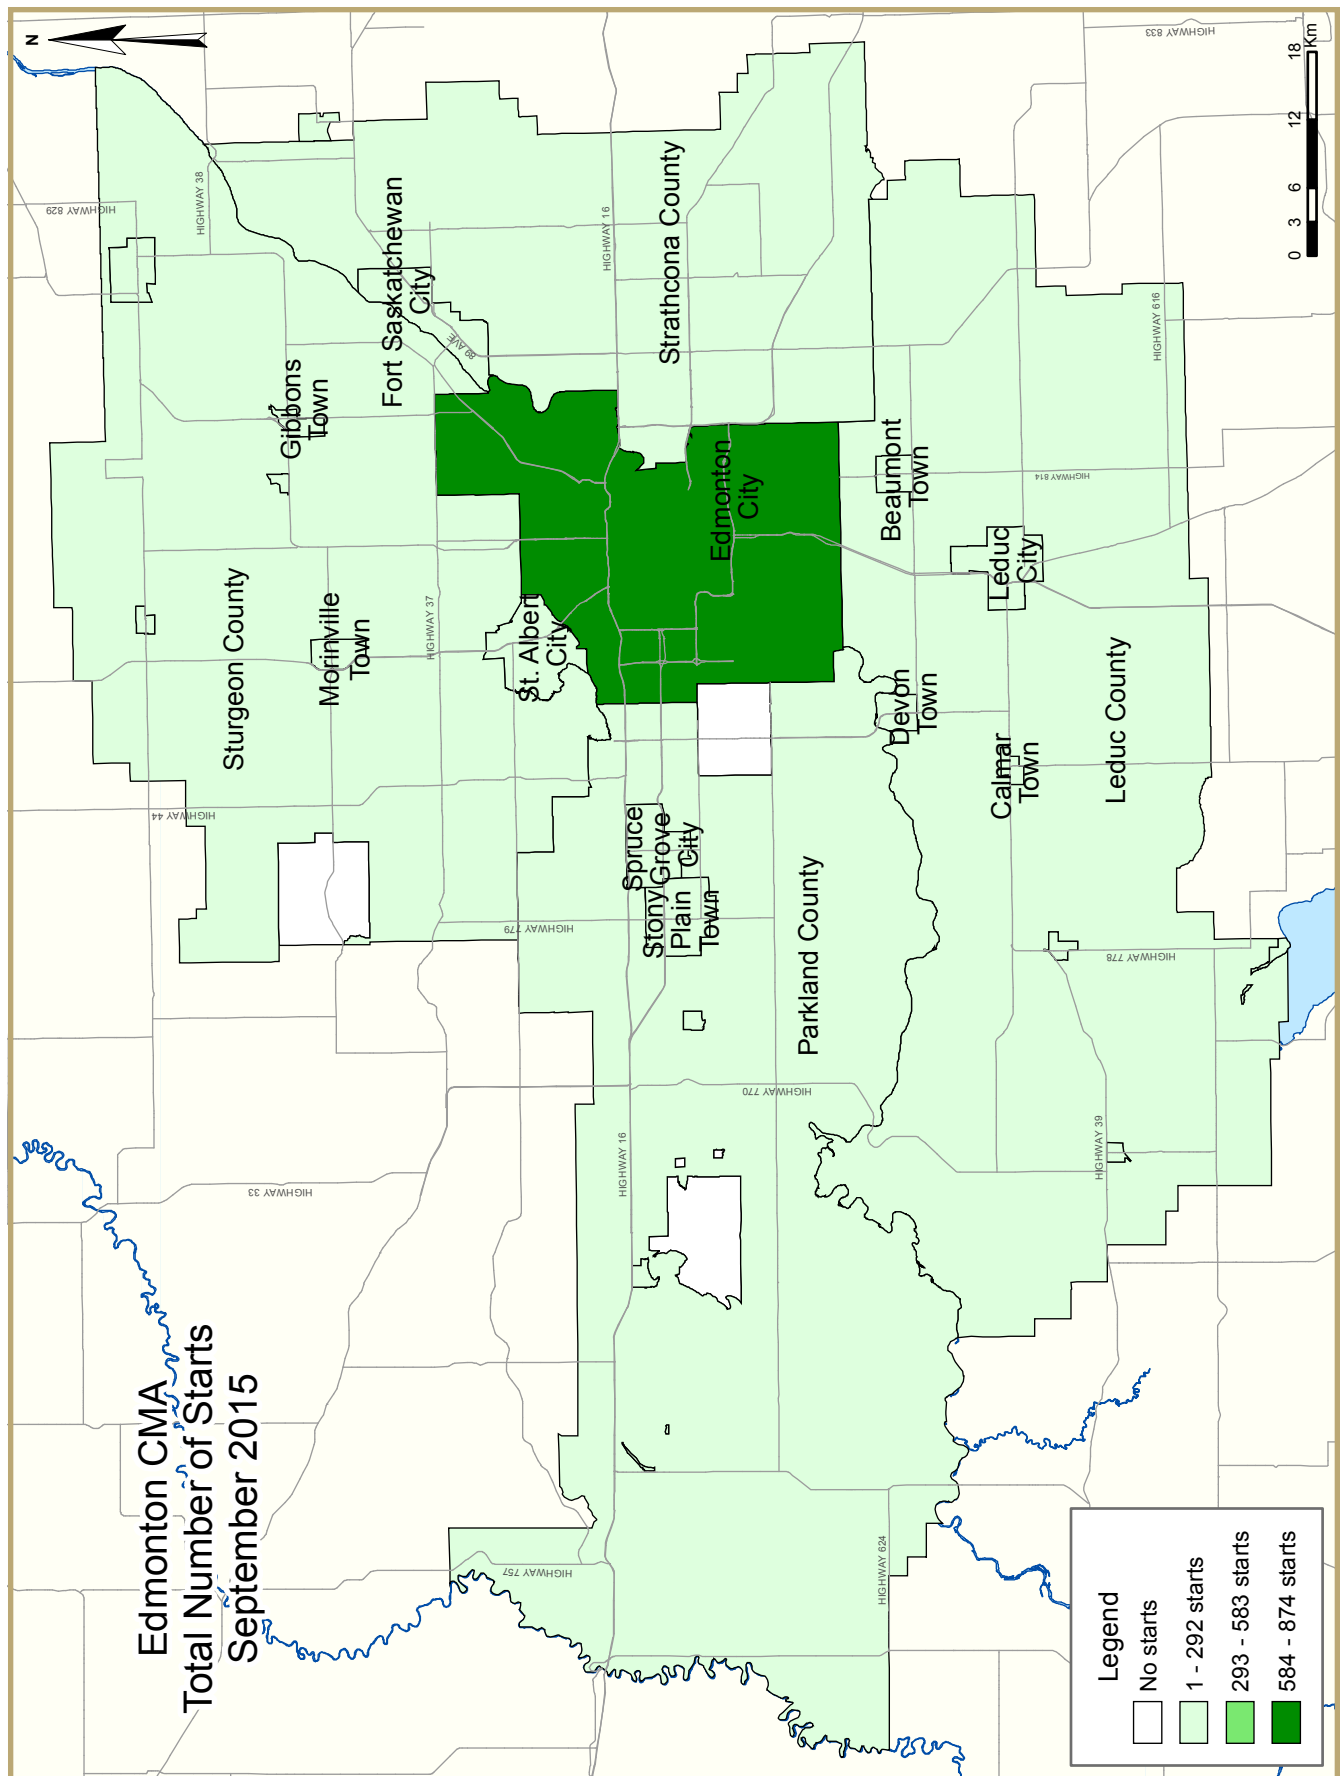 Edmonton CMA
Total Number of Starts
September 2015
N
HIGHWAY 833
HIGHWAY 829
HIGHWAY 38
HIGHWAY 44
Sturgeon County
Gibbons
Town
Morinville
Town
Fort Saskatchewan
City
HIGHWAY 37
89 AVE
St. Albert
City
HIGHWAY 33
HIGHWAY 779
HIGHWAY 757
HIGHWAY 16
HIGHWAY 16
Strathcona County
Spruce
Grove
City
Stony
Plain
Town
Edmonton
City
HIGHWAY 770
Parkland County
Beaumont
Town
Devon
Town
HIGHWAY 624
Leduc
City
Calmar
Town
HIGHWAY 814
Leduc County
HIGHWAY 39
HIGHWAY 778
HIGHWAY 616
Legend
No starts
1 - 292 starts
293 - 583 starts
584 - 874 starts
0 3 6 12 18
Km